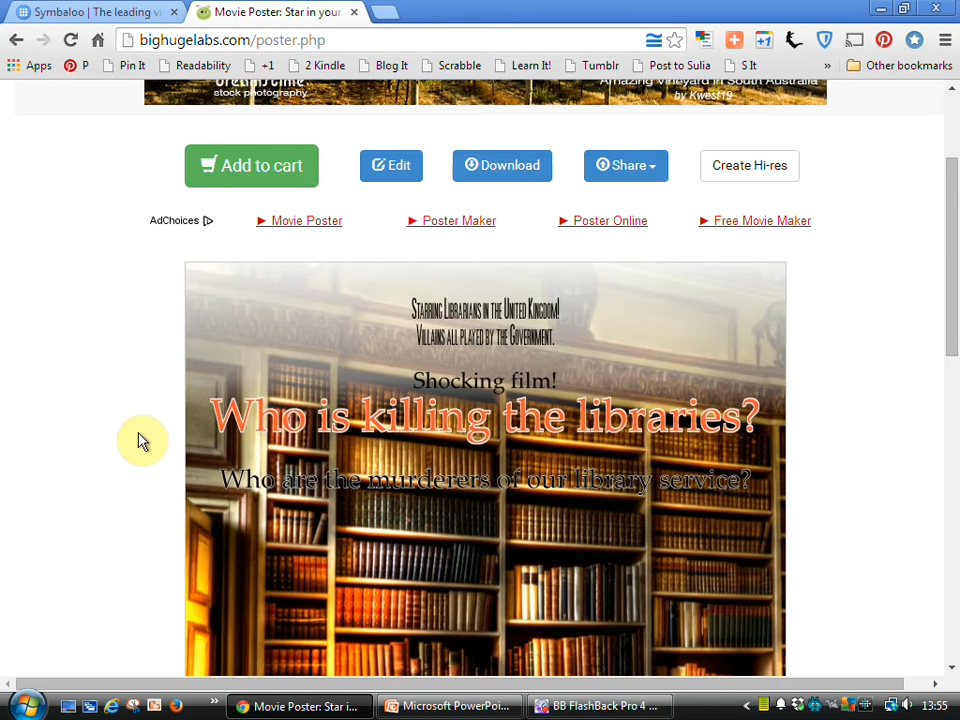 Symbaloo | The leading vi
Movie Poster: Star in your
bighugelabs.com/poster.php
Apps
P
Pin It
Readability
+1
2 Kindle
Blog It
Scrabble
Learn It!
Tumblr
Post to Sulia
S It
»
Other bookmarks
stock photography
Amazing Vineyard in South Australia
by Kwest19
Add to cart
Edit
Download
Share
Create Hi-res
AdChoices
► Movie Poster
► Poster Maker
► Poster Online
► Free Movie Maker
Starring Librarians in the United Kingdom!
Villains all played by the Government.
Shocking film!
Who is killing the libraries?
Who are the murderers of our library service?
Movie Poster: Star i...
Microsoft PowerPoi...
BB FlashBack Pro 4 ...
13:55